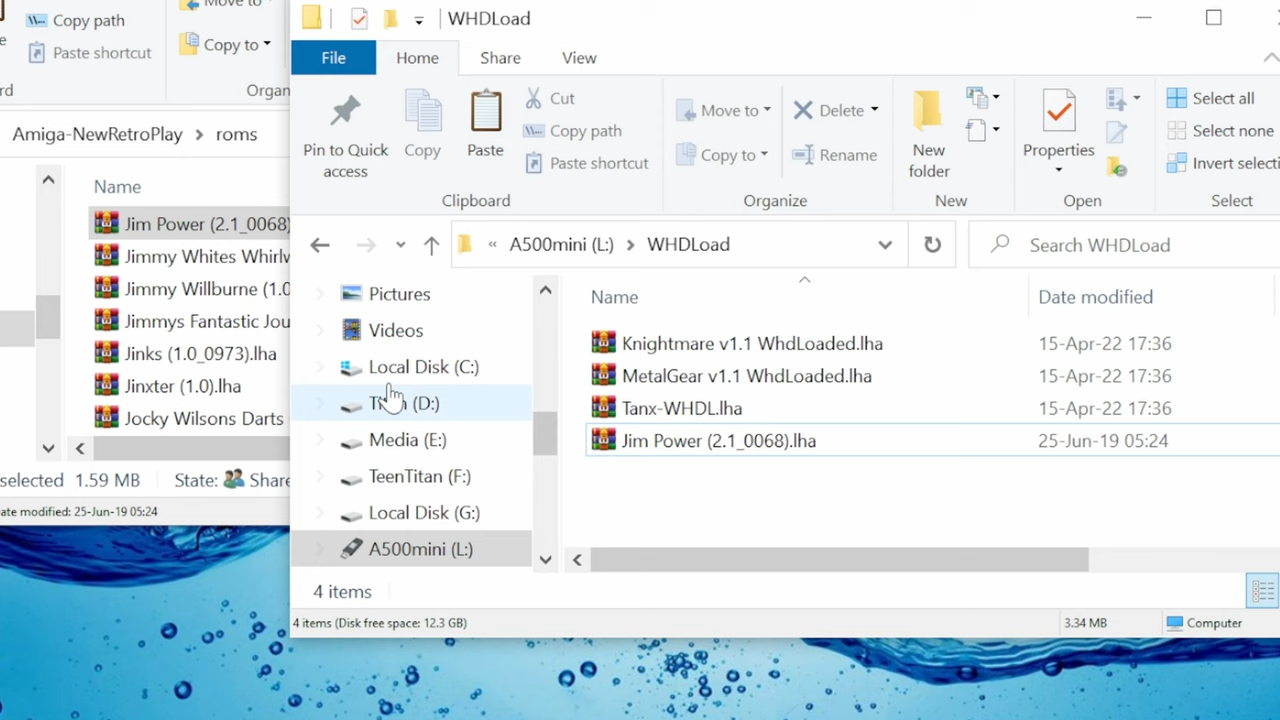 Move to
Copy path
Paste shortcut
Copy to
Organ
Amiga-NewRetroPlay > roms
Name
Jim Power (2.1_0068)
Jimmy Whites Whirlw
Jimmy Willburne (1.0
Jimmys Fantastic Jou
Jinks (1.0_0973).lha
Jinxter (1.0).lha
Jocky Wilsons Darts
selected 1.59 MB State: Share
ate modified: 25-Jun-19 05:24
WHDLoad
File Home Share View
Pin to Quick access
Copy
Paste
Cut
Copy path
Paste shortcut
Clipboard
Move to
Copy to
Delete
Rename
Organize
New folder
New
Properties
Open
Select all
Select none
Invert selecti
Select
« A500mini (L:) > WHDLoad
Search WHDLoad
Pictures
Videos
Local Disk (C:)
(D:)
Media (E:)
TeenTitan (F:)
Local Disk (G:)
A500mini (L:)
Name Date modified
Knightmare v1.1 WhdLoaded.lha 15-Apr-22 17:36
MetalGear v1.1 WhdLoaded.lha 15-Apr-22 17:36
Tanx-WHDL.lha 15-Apr-22 17:36
Jim Power (2.1_0068).lha 25-Jun-19 05:24
4 items
4 items (Disk free space: 12.3 GB) 3.34 MB Computer